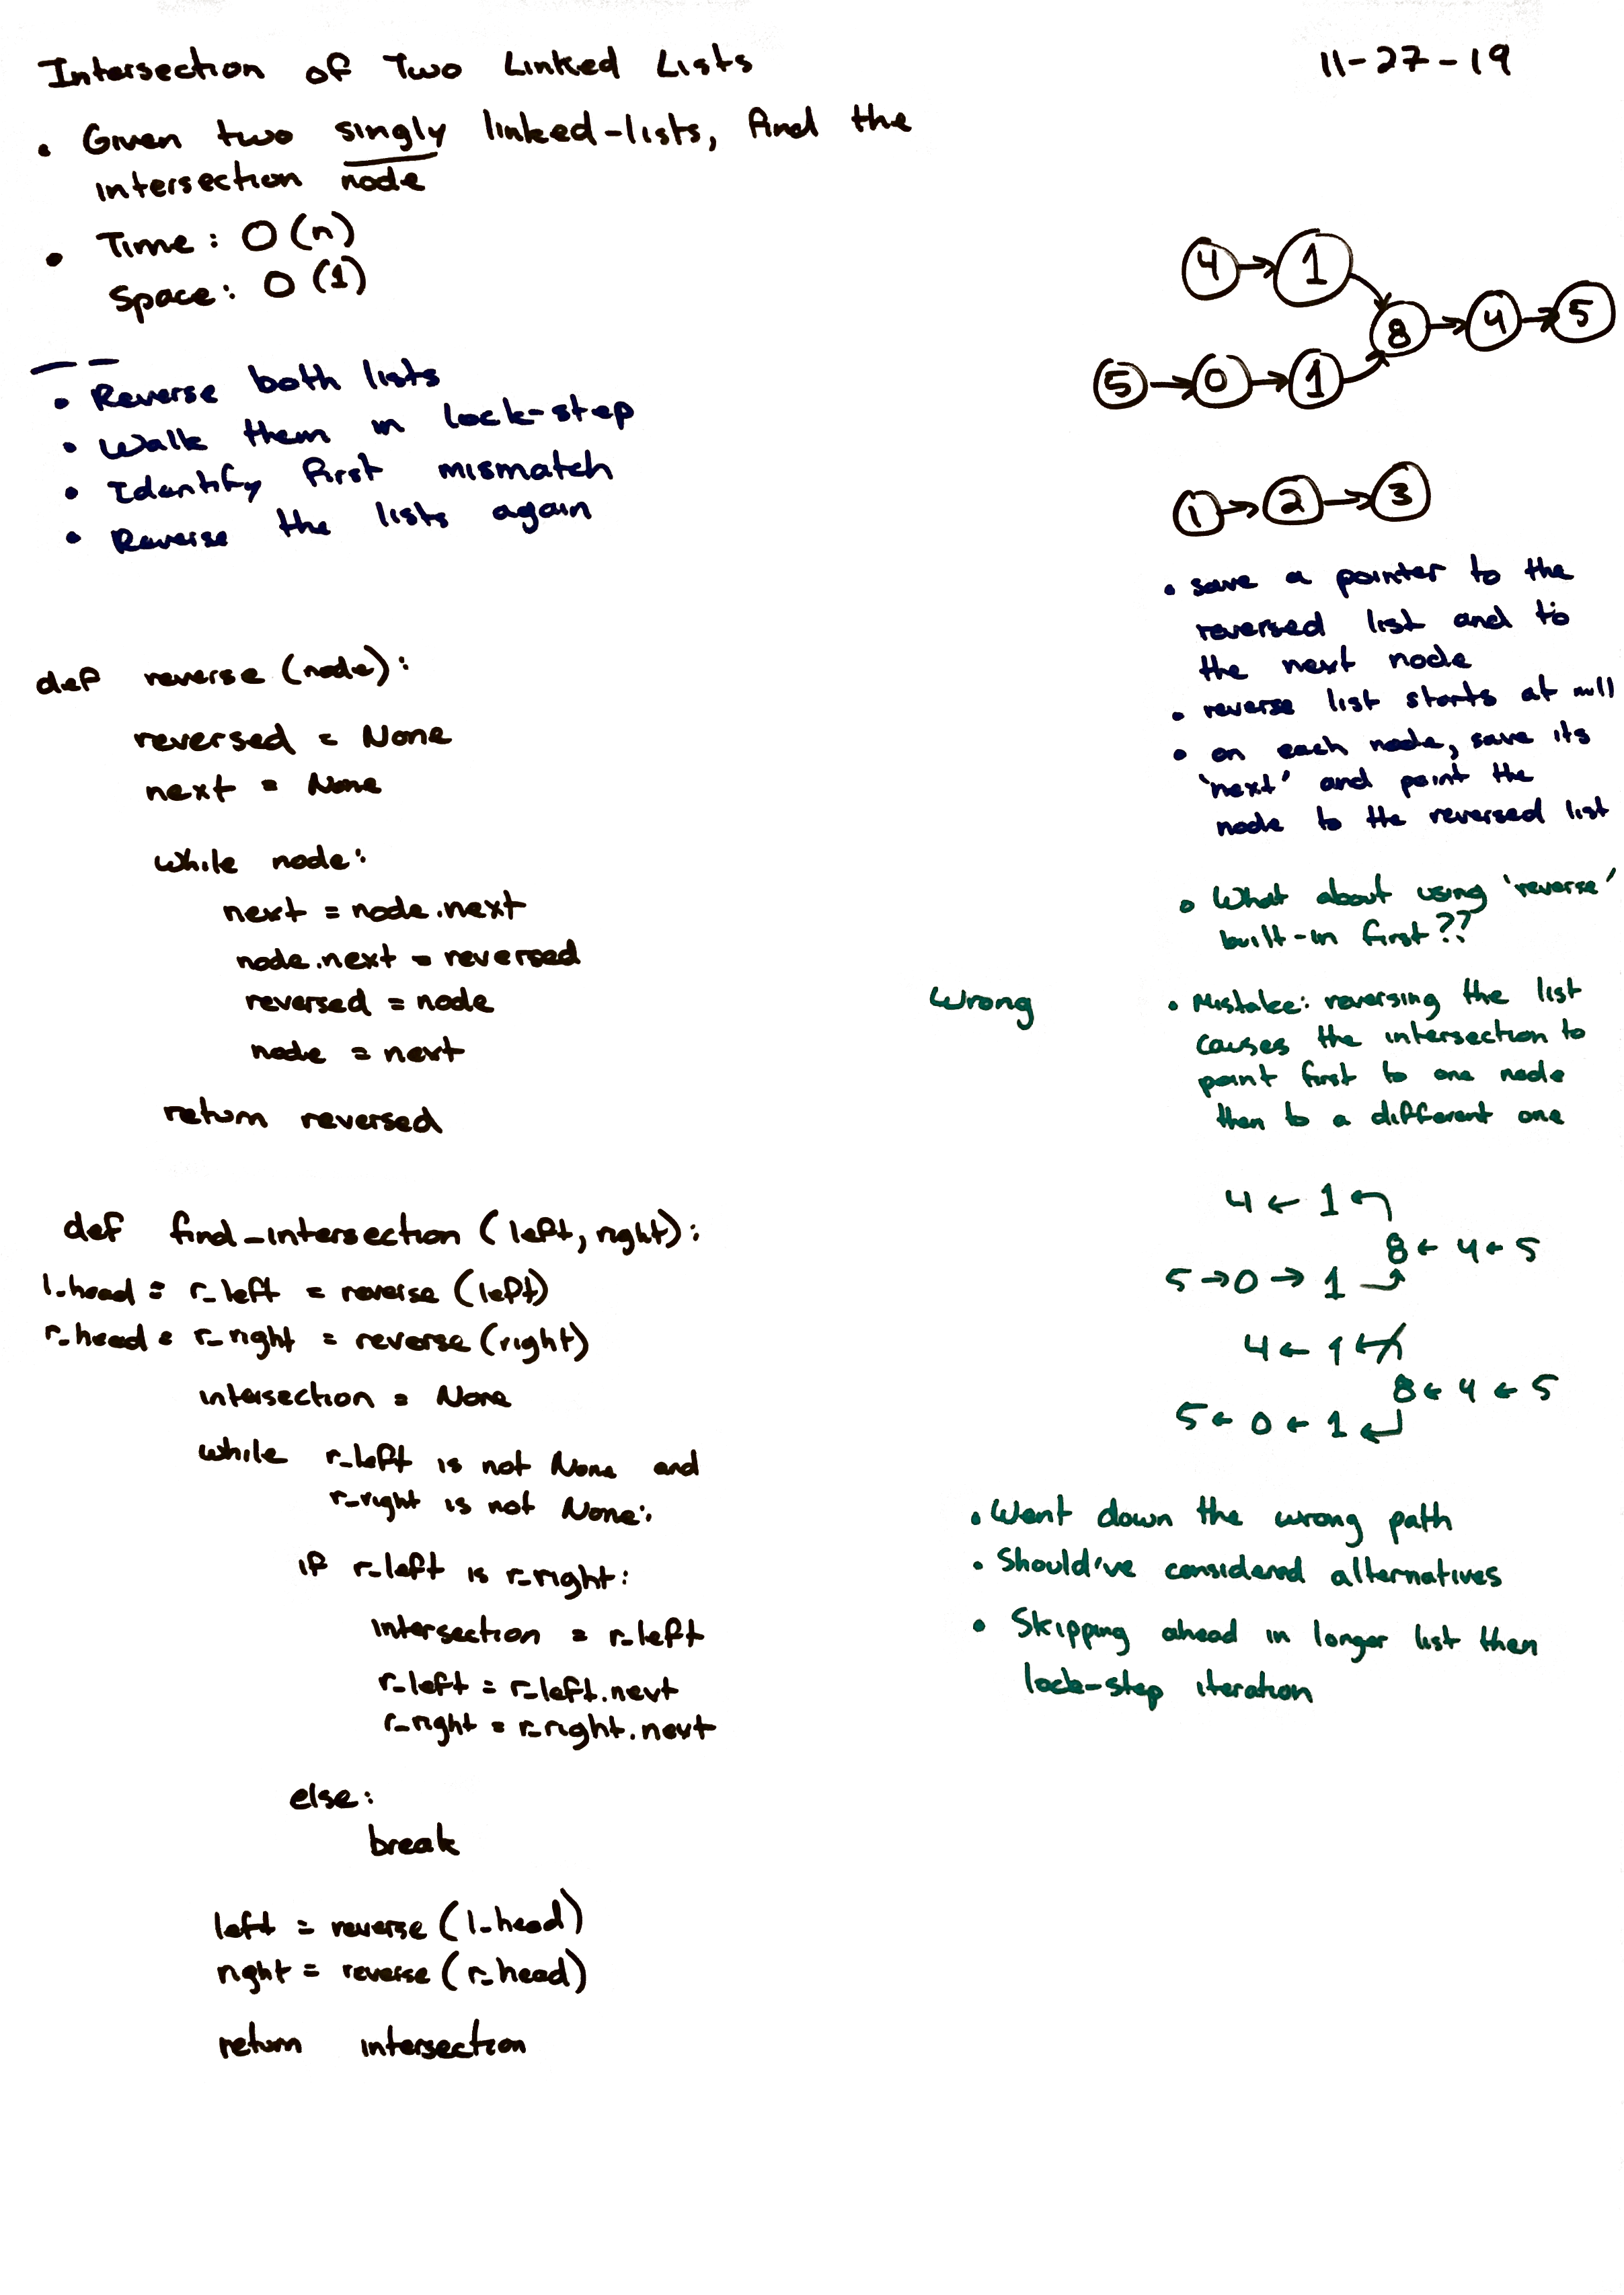 Intersection of Two Linked Lists
11-27-19
• Given two singly linked-lists, find the
intersection node
• Time: O(n)
Space: O(1)
4 → 1
8 → 4 → 5
5 → 0 → 1
• Reverse both lists
• Walk them in lock-step
• Identify first mismatch
• Reverse the lists again
1 → 2 → 3
• save a pointer to the
reversed list and to
the next node
• reverse list starts at null
• on each node, save its
'next' and point the
node to the reversed list
• What about using 'reverse'
built-in first??
Wrong
• Mistake: reversing the list
causes the intersection to
point first to one node
then to a different one
4 ← 1
8 ← 4 ← 5
5 → 0 → 1
4 ← 1
8 ← 4 ← 5
5 ← 0 ← 1
• Went down the wrong path
• Should've considered alternatives
• Skipping ahead in longer list then
lock-step iteration
def reverse (node):
reversed = None
next = None
while node:
next = node.next
node.next = reversed
reversed = node
node = next
return reversed
def find_intersection (left, right):
l_head = r_left = reverse (left)
r_head = r_right = reverse (right)
intersection = None
while r_left is not None and
r_right is not None:
if r_left is r_right:
intersection = r_left
r_left = r_left.next
r_right = r_right.next
else:
break
left = reverse (l_head)
right = reverse (r_head)
return intersection